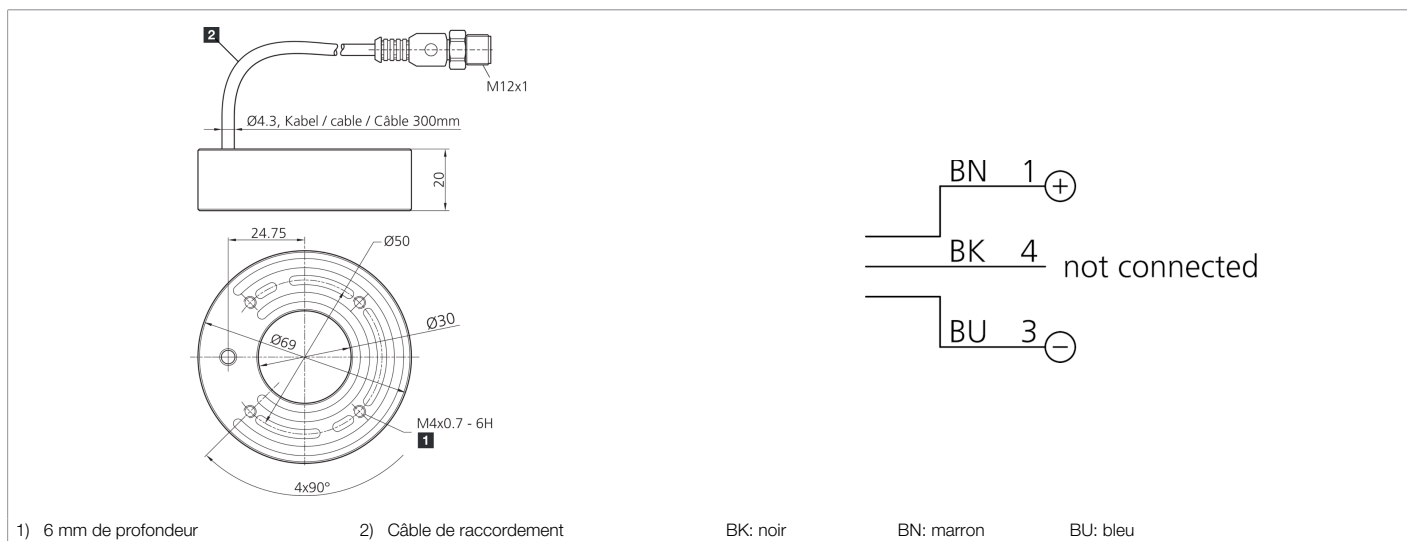 2
M12x1
Ø4.3, Kabel / cable / Câble 300mm
20
24.75
Ø50
Ø30
Ø69
M4x0.7 - 6H
1
4x90°
BN 1 +
BK 4 not connected
BU 3 −
1) 6 mm de profondeur 2) Câble de raccordement BK: noir BN: marron BU: bleu